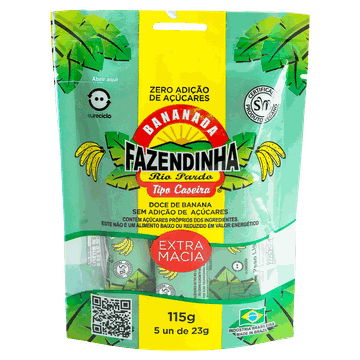 Abrir aqui
eureciclo
ZERO ADIÇÃO
DE AÇÚCARES
BANANADA
FAZENDINHA
Rio Pardo
Tipo Caseira
DOCE DE BANANA
SEM ADIÇÃO DE AÇÚCARES
CONTÉM AÇÚCARES PRÓPRIOS DOS INGREDIENTES
ESTE NÃO É UM ALIMENTO BAIXO OU REDUZIDO EM VALOR ENERGÉTICO
EXTRA
MACIA
115g
5 un de 23g
INDÚSTRIA BRASILEIRA
MADE IN BRAZIL